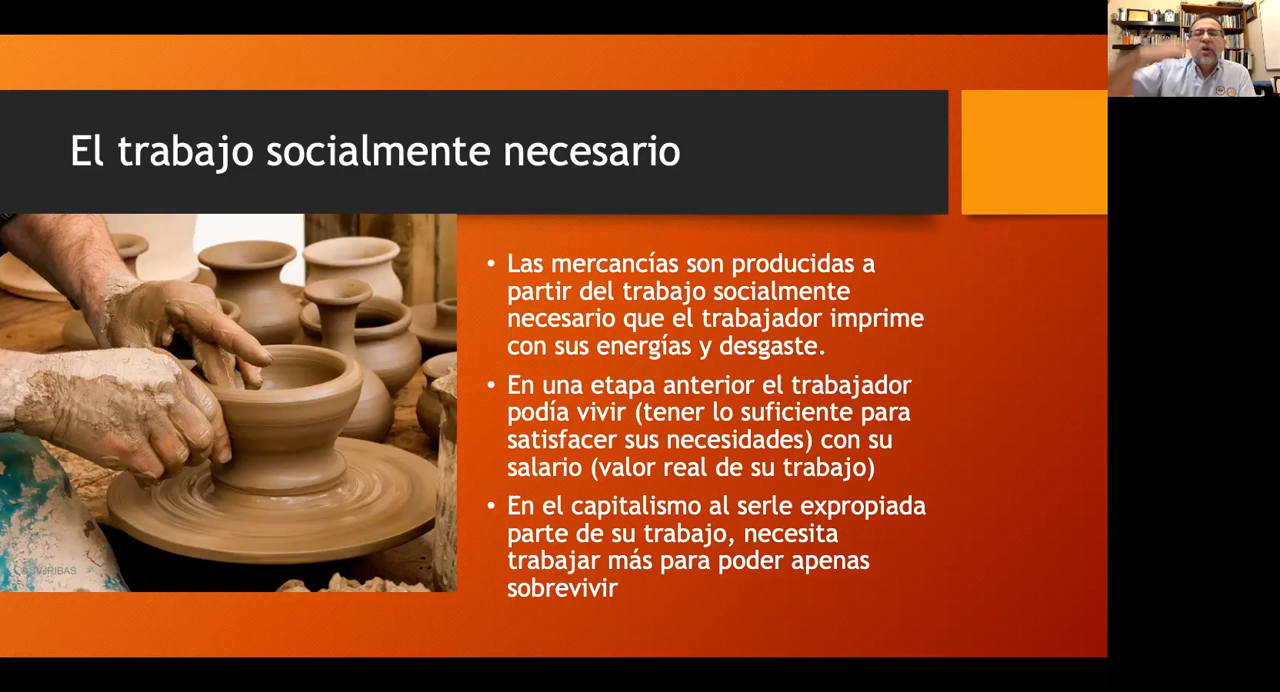 El trabajo socialmente necesario
• Las mercancías son producidas a
partir del trabajo socialmente
necesario que el trabajador imprime
con sus energías y desgaste.
• En una etapa anterior el trabajador
podía vivir (tener lo suficiente para
satisfacer sus necesidades) con su
salario (valor real de su trabajo)
• En el capitalismo al serle expropiada
parte de su trabajo, necesita
trabajar más para poder apenas
sobrevivir